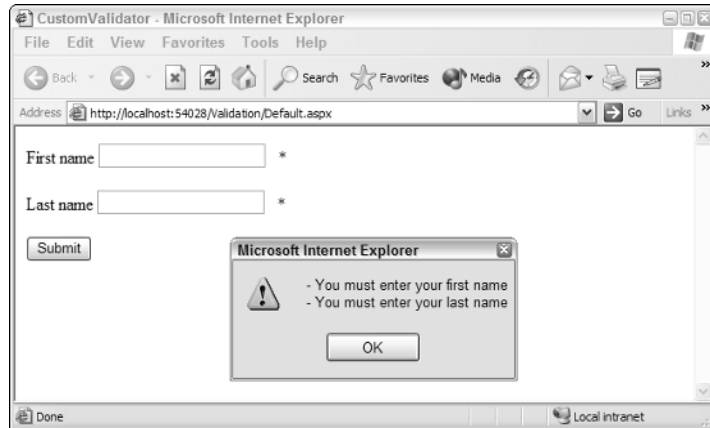 CustomValidator - Microsoft Internet Explorer
File Edit View Favorites Tools Help
Back Search Favorites Media »
Address http://localhost:54028/Validation/Default.aspx Go Links »
First name *
Last name *
Submit
Microsoft Internet Explorer
- You must enter your first name
- You must enter your last name
OK
Done Local intranet